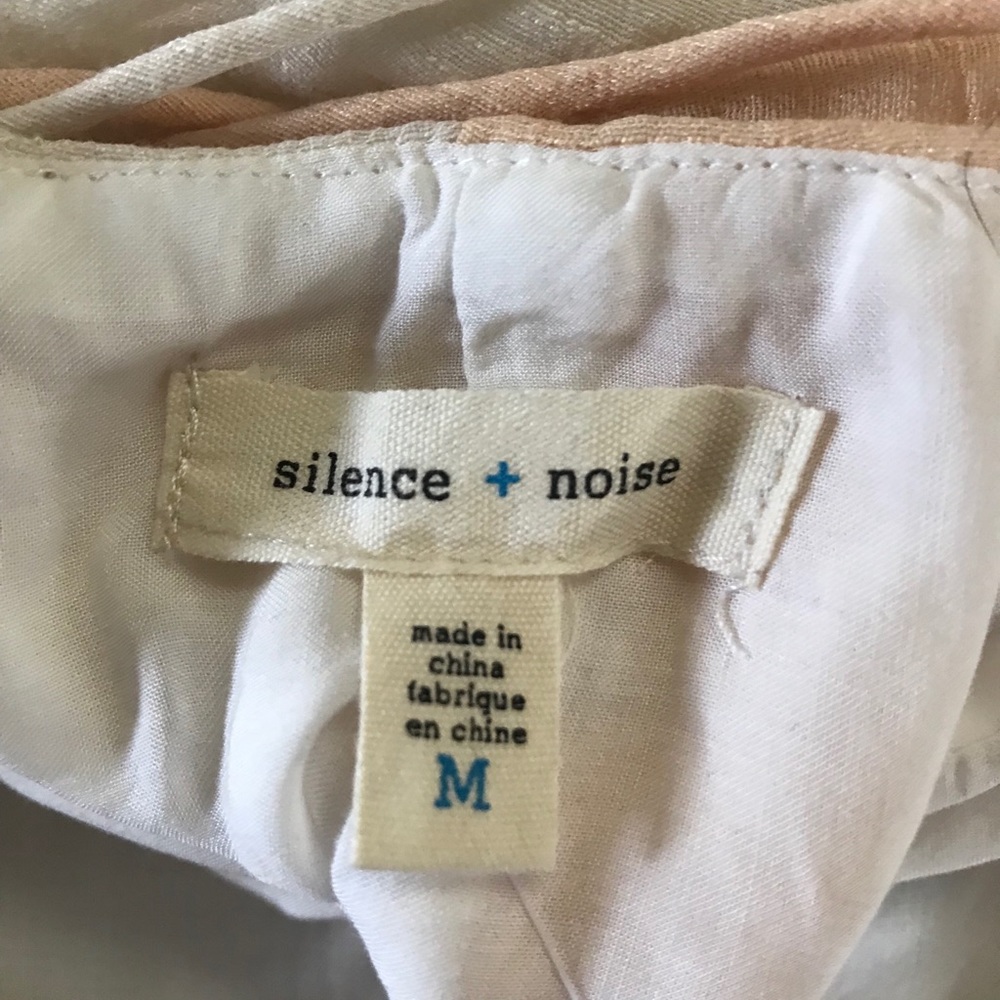 silence + noise
made in
china
fabrique
en chine
M